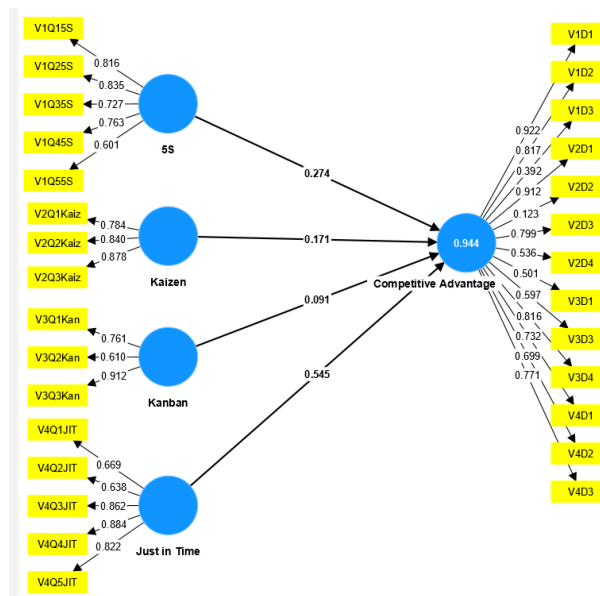 V1Q15S
V1Q25S
V1Q35S
V1Q45S
V1Q55S
0.816
0.835
0.727
0.763
0.601
5S
V2Q1Kaiz
V2Q2Kaiz
V2Q3Kaiz
0.784
0.840
0.878
Kaizen
V3Q1Kan
V3Q2Kan
V3Q3Kan
0.761
0.610
0.912
Kanban
V4Q1JIT
V4Q2JIT
V4Q3JIT
V4Q4JIT
V4Q5JIT
0.669
0.638
0.862
0.884
0.822
Just in Time
0.274
0.171
0.091
0.545
0.944
Competitive Advantage
0.922
0.817
0.392
0.912
0.123
0.799
0.536
0.501
0.597
0.816
0.732
0.699
0.771
V1D1
V1D2
V1D3
V2D1
V2D2
V2D3
V2D4
V3D1
V3D3
V3D4
V4D1
V4D2
V4D3